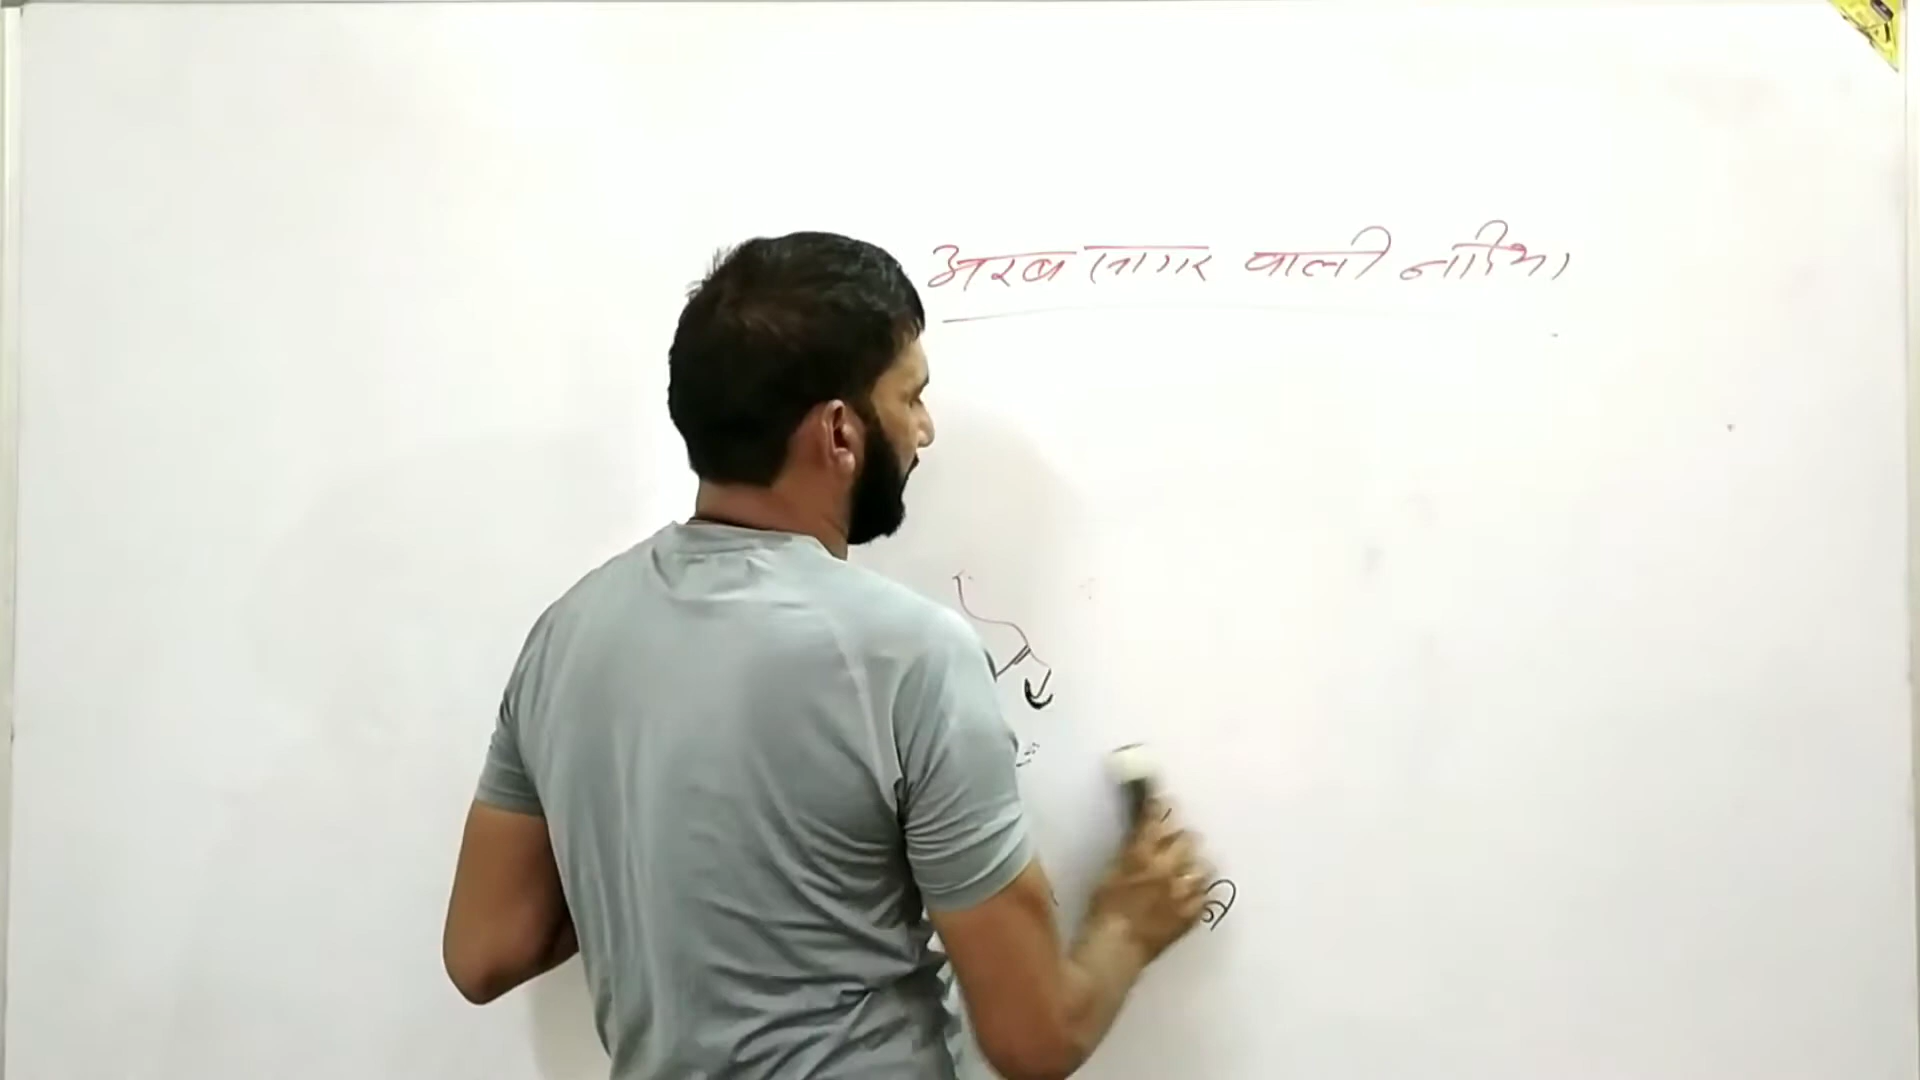 अरब सागर वाली नदियां